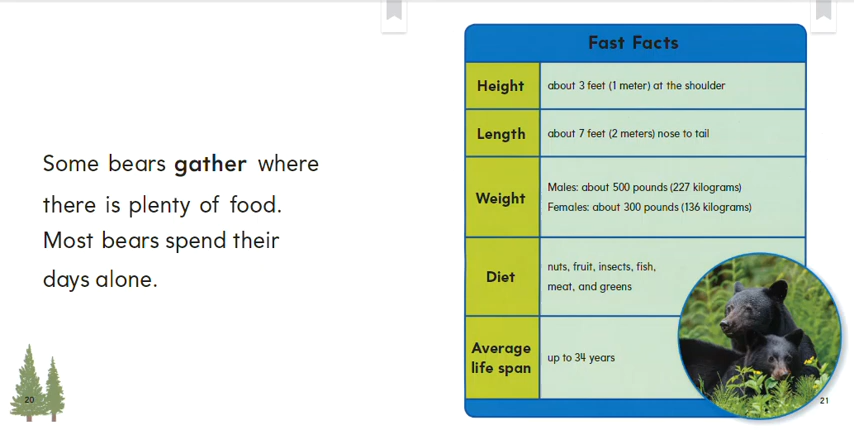 Some bears gather where
there is plenty of food.
Most bears spend their
days alone.
20
Fast Facts
Height
about 3 feet (1 meter) at the shoulder
Length
about 7 feet (2 meters) nose to tail
Weight
Males: about 500 pounds (227 kilograms)
Females: about 300 pounds (136 kilograms)
Diet
nuts, fruit, insects, fish,
meat, and greens
Average
life span
up to 34 years
21